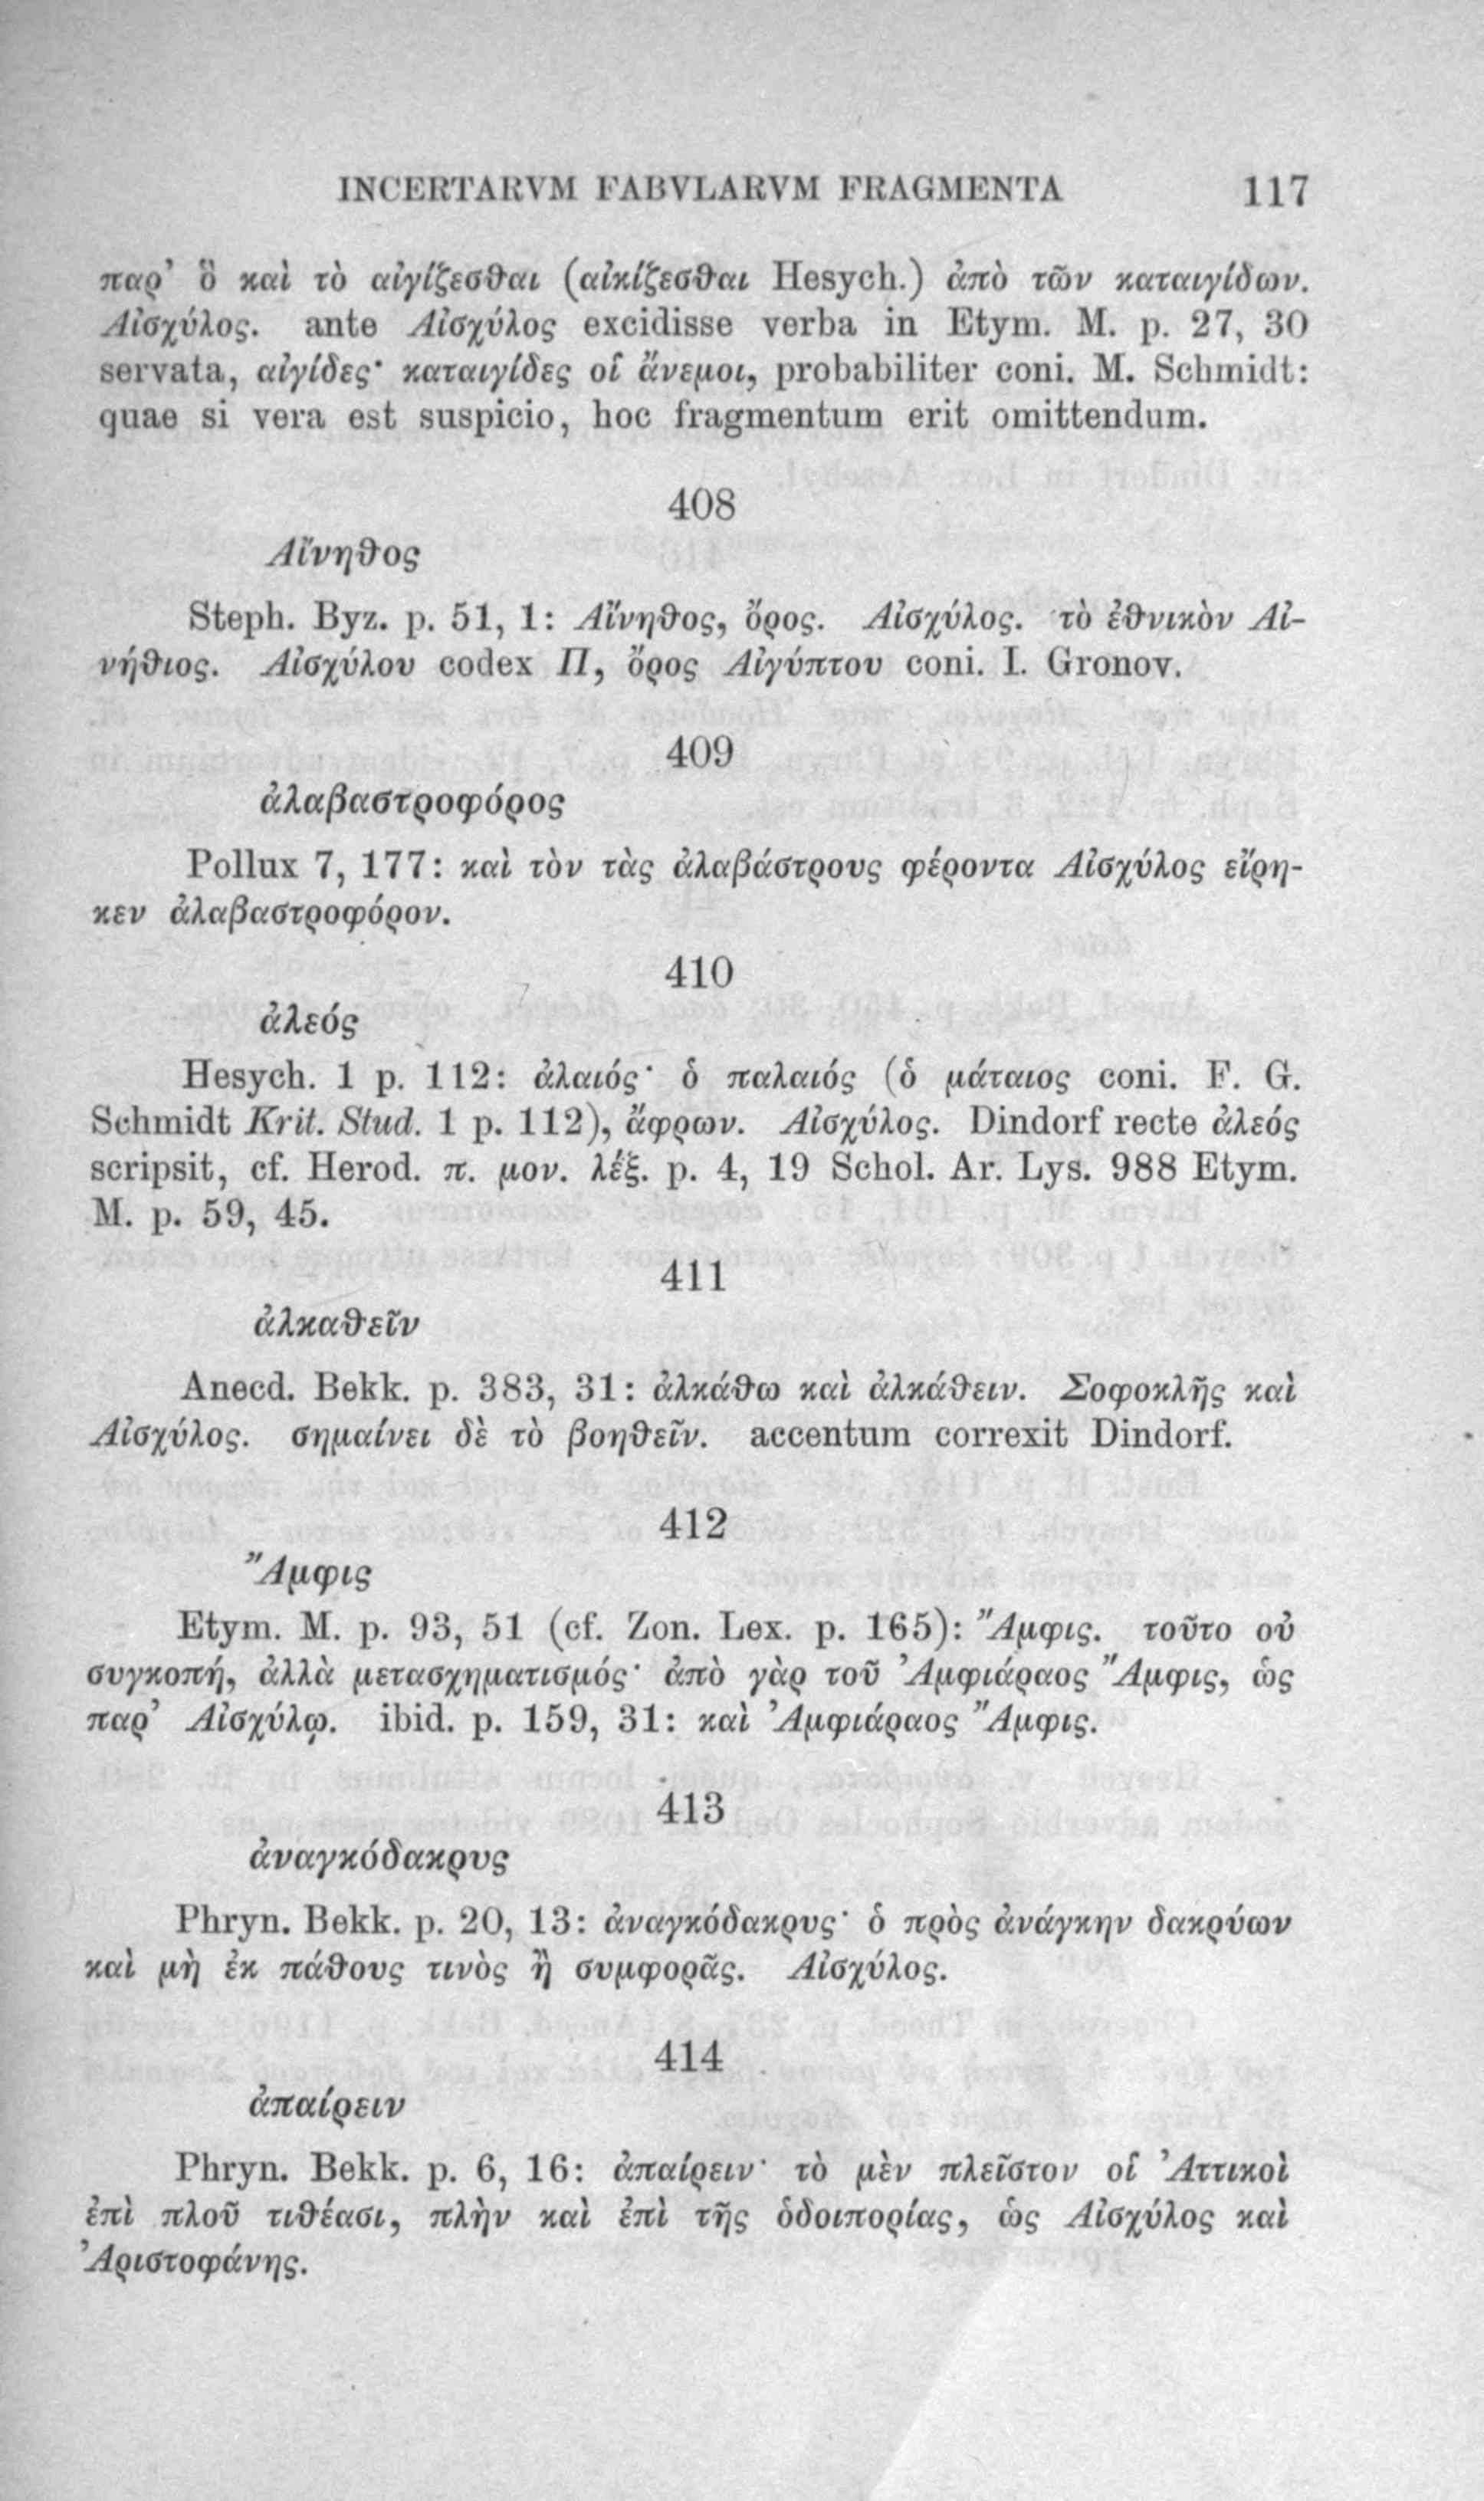 INCERTARVM FABVLARVM FRAGMENTA 117
παρ’ ὃ καὶ τὸ αἰγίζεσθαι (αἰκίζεσθαι Hesych.) ἀπὸ τῶν καταιγίδων.
Αἰσχύλος. ante Αἰσχύλος excidisse verba in Etym. M. p. 27, 30
servata, αἰγίδες· καταιγίδες οἱ ἄνεμοι, probabiliter coni. M. Schmidt:
quae si vera est suspicio, hoc fragmentum erit omittendum.
408
Αἴνηθος
Steph. Byz. p. 51, 1: Αἴνηθος, ὄρος. Αἰσχύλος. τὸ ἐθνικὸν Αἰ-
νήθιος. Αἰσχύλου codex Π, ὄρος Αἰγύπτου coni. I. Gronov.
409
ἀλαβαστροφόρος
Pollux 7, 177: καὶ τὸν τὰς ἀλαβάστρους φέροντα Αἰσχύλος εἴρη-
κεν ἀλαβαστροφόρον.
410
ἀλεός
Hesych. 1 p. 112: ἀλαιός· ὁ παλαιός (ὁ μάταιος coni. F. G.
Schmidt Krit. Stud. 1 p. 112), ἄφρων. Αἰσχύλος. Dindorf recte ἀλεός
scripsit, cf. Herod. π. μον. λέξ. p. 4, 19 Schol. Ar. Lys. 988 Etym.
M. p. 59, 45.
411
ἀλκαθεῖν
Anecd. Bekk. p. 383, 31: ἀλκάθω καὶ ἀλκάθειν. Σοφοκλῆς καὶ
Αἰσχύλος. σημαίνει δὲ τὸ βοηθεῖν. accentum correxit Dindorf.
412
Ἄμφις
Etym. M. p. 93, 51 (cf. Zon. Lex. p. 165): Ἄμφις. τοῦτο οὐ
συγκοπή, ἀλλὰ μετασχηματισμός· ἀπὸ γὰρ τοῦ Ἀμφιάραος Ἄμφις, ὡς
παρ’ Αἰσχύλῳ. ibid. p. 159, 31: καὶ Ἀμφιάραος Ἄμφις.
413
ἀναγκόδακρυς
Phryn. Bekk. p. 20, 13: ἀναγκόδακρυς· ὁ πρὸς ἀνάγκην δακρύων
καὶ μὴ ἐκ πάθους τινὸς ἢ συμφορᾶς. Αἰσχύλος.
414
ἀπαίρειν
Phryn. Bekk. p. 6, 16: ἀπαίρειν· τὸ μὲν πλεῖστον οἱ Ἀττικοὶ
ἐπὶ πλοῦ τιθέασι, πλὴν καὶ ἐπὶ τῆς ὁδοιπορίας, ὡς Αἰσχύλος καὶ
Ἀριστοφάνης.